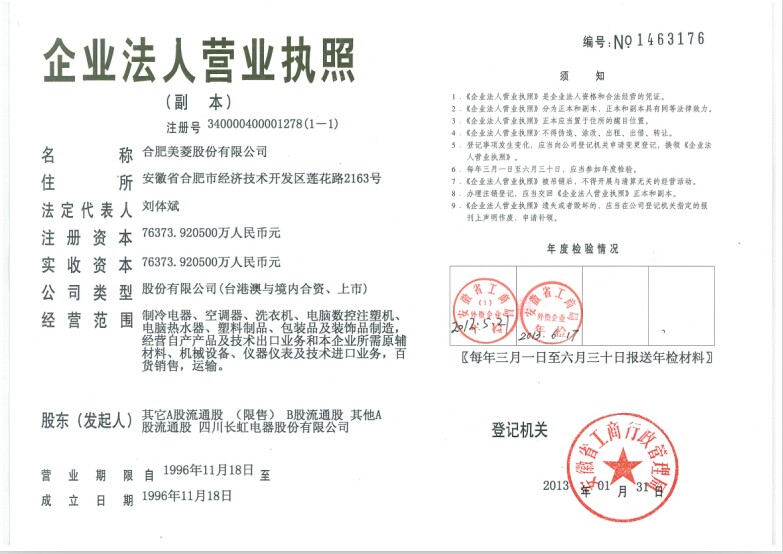 企业法人营业执照
（副 本）
注册号 340000400001278(1-1)
名 称 合肥美菱股份有限公司
住 所 安徽省合肥市经济技术开发区莲花路2163号
法定代表人 刘体斌
注册资本 76373.920500万人民币元
实收资本 76373.920500万人民币元
公司类型 股份有限公司(台港澳与境内合资、上市)
经营范围 制冷电器、空调器、洗衣机、电脑数控注塑机、
电脑热水器、塑料制品、包装品及装饰品制造，
经营自产产品及技术出口业务和本企业所需原辅
材料、机械设备、仪器仪表及技术进口业务，百
货销售，运输。
股东（发起人） 其它A股流通股 （限售） B股流通股 其他A
股流通股 四川长虹电器股份有限公司
营业期限 自 1996年11月18日 至
成立日期 1996年11月18日
编号：No 1463176
须 知
1．《企业法人营业执照》是企业法人资格和合法经营的凭证。
2．《企业法人营业执照》分为正本和副本，正本和副本具有同等法律效力。
3．《企业法人营业执照》正本应当置于住所的醒目位置。
4．《企业法人营业执照》不得伪造、涂改、出租、出借、转让。
5．登记事项发生变化，应当向公司登记机关申请变更登记，换领《企业法
人营业执照》。
6．每年三月一日至六月三十日，应当参加年度检验。
7．《企业法人营业执照》被吊销后，不得开展与清算无关的经营活动。
8．办理注销登记，应当交回《企业法人营业执照》正本和副本。
9．《企业法人营业执照》遗失或者毁坏的，应当在公司登记机关指定的报
刊上声明作废，申请补领。
年度检验情况
安徽省工商局
(1)
外资企业
年检
2012.5.21
安徽省工商局
外资企业
年检
2013.6.17
〖每年三月一日至六月三十日报送年检材料〗
登记机关
安徽省工商行政管理局
2013 年 01 月 31 日